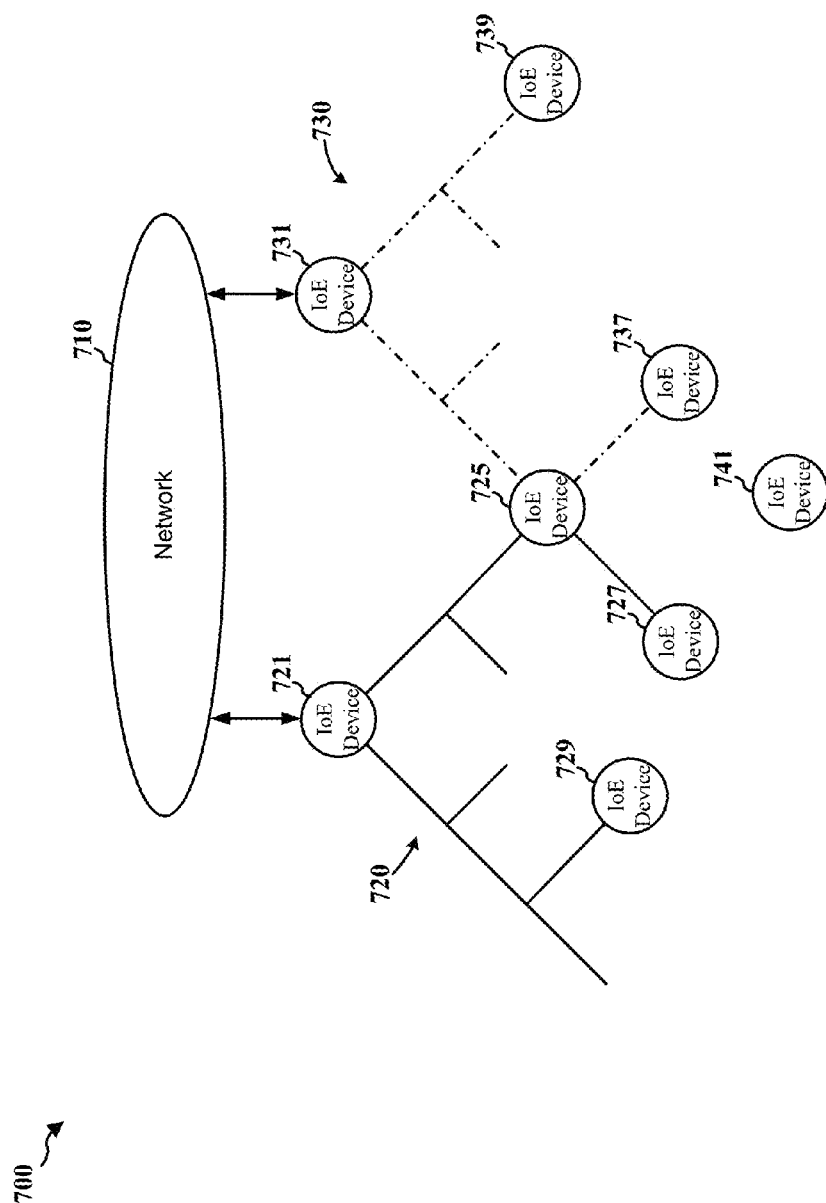 700
710
Network
721
IoE
Device
731
IoE
Device
730
720
725
IoE
Device
739
IoE
Device
729
IoE
Device
727
IoE
Device
737
IoE
Device
741
IoE
Device